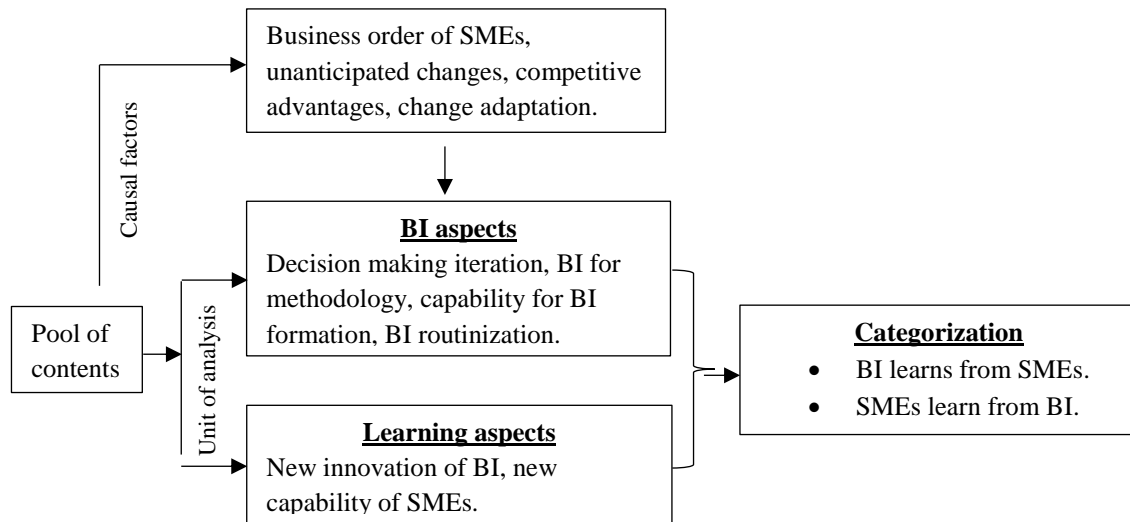 Business order of SMEs,
unanticipated changes, competitive
advantages, change adaptation.
Causal factors
BI aspects
Decision making iteration, BI for
methodology, capability for BI
formation, BI routinization.
Pool of
contents
Unit of analysis
Learning aspects
New innovation of BI, new
capability of SMEs.
Categorization
• BI learns from SMEs.
• SMEs learn from BI.